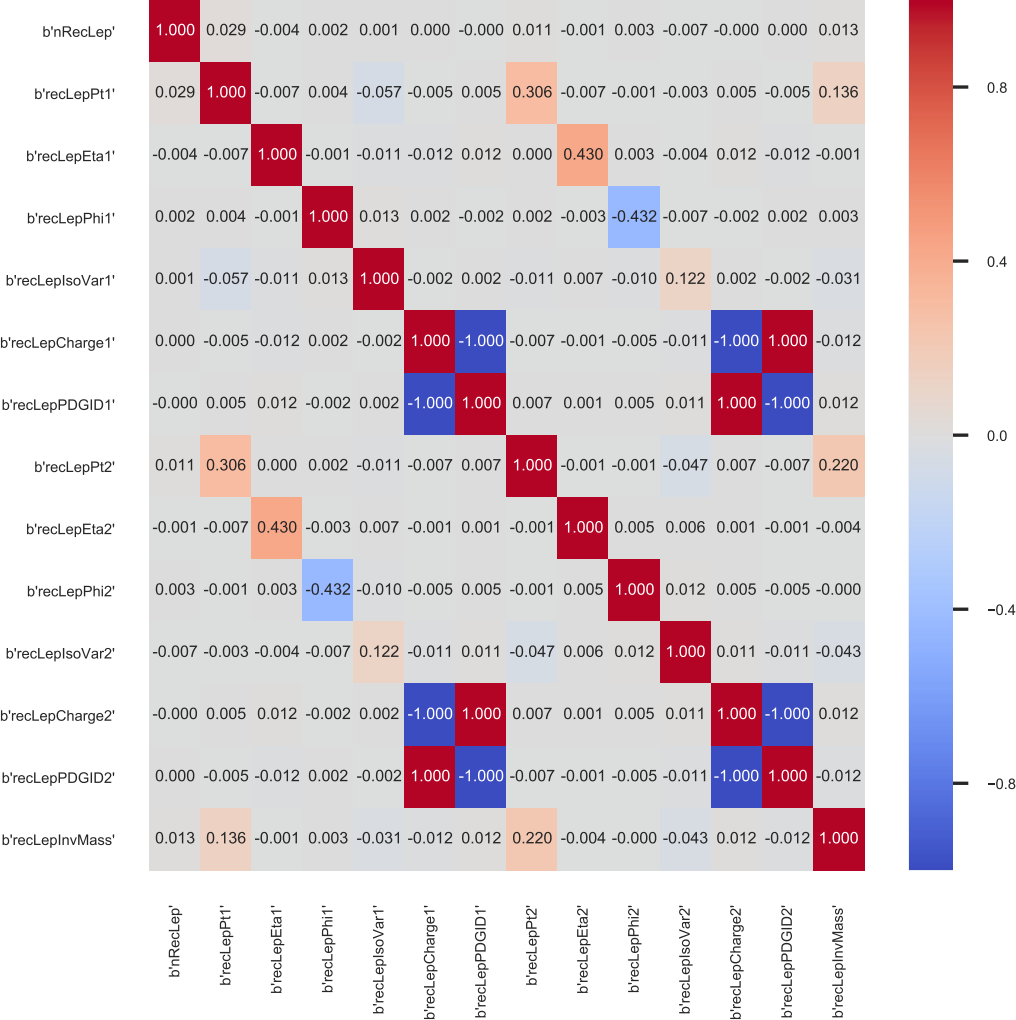 b'nRecLep' 1.000 0.029 -0.004 0.002 0.001 0.000 -0.000 0.011 -0.001 0.003 -0.007 -0.000 0.000 0.013
b'recLepPt1' 0.029 1.000 -0.007 0.004 -0.057 -0.005 0.005 0.306 -0.007 -0.001 -0.003 0.005 -0.005 0.136
b'recLepEta1' -0.004 -0.007 1.000 -0.001 -0.011 -0.012 0.012 0.000 0.430 0.003 -0.004 0.012 -0.012 -0.001
b'recLepPhi1' 0.002 0.004 -0.001 1.000 0.013 0.002 -0.002 0.002 -0.003 -0.432 -0.007 -0.002 0.002 0.003
b'recLepIsoVar1' 0.001 -0.057 -0.011 0.013 1.000 -0.002 0.002 -0.011 0.007 -0.010 0.122 0.002 -0.002 -0.031
b'recLepCharge1' 0.000 -0.005 -0.012 0.002 -0.002 1.000 -1.000 -0.007 -0.001 -0.005 -0.011 -1.000 1.000 -0.012
b'recLepPDGID1' -0.000 0.005 0.012 -0.002 0.002 -1.000 1.000 0.007 0.001 0.005 0.011 1.000 -1.000 0.012
b'recLepPt2' 0.011 0.306 0.000 0.002 -0.011 -0.007 0.007 1.000 -0.001 -0.001 -0.047 0.007 -0.007 0.220
b'recLepEta2' -0.001 -0.007 0.430 -0.003 0.007 -0.001 0.001 -0.001 1.000 0.005 0.006 0.001 -0.001 -0.004
b'recLepPhi2' 0.003 -0.001 0.003 -0.432 -0.010 -0.005 0.005 -0.001 0.005 1.000 0.012 0.005 -0.005 -0.000
b'recLepIsoVar2' -0.007 -0.003 -0.004 -0.007 0.122 -0.011 0.011 -0.047 0.006 0.012 1.000 0.011 -0.011 -0.043
b'recLepCharge2' -0.000 0.005 0.012 -0.002 0.002 -1.000 1.000 0.007 0.001 0.005 0.011 1.000 -1.000 0.012
b'recLepPDGID2' 0.000 -0.005 -0.012 0.002 -0.002 1.000 -1.000 -0.007 -0.001 -0.005 -0.011 -1.000 1.000 -0.012
b'recLepInvMass' 0.013 0.136 -0.001 0.003 -0.031 -0.012 0.012 0.220 -0.004 -0.000 -0.043 0.012 -0.012 1.000
b'nRecLep'
b'recLepPt1'
b'recLepEta1'
b'recLepPhi1'
b'recLepIsoVar1'
b'recLepCharge1'
b'recLepPDGID1'
b'recLepPt2'
b'recLepEta2'
b'recLepPhi2'
b'recLepIsoVar2'
b'recLepCharge2'
b'recLepPDGID2'
b'recLepInvMass'
0.8
0.4
0.0
−0.4
−0.8